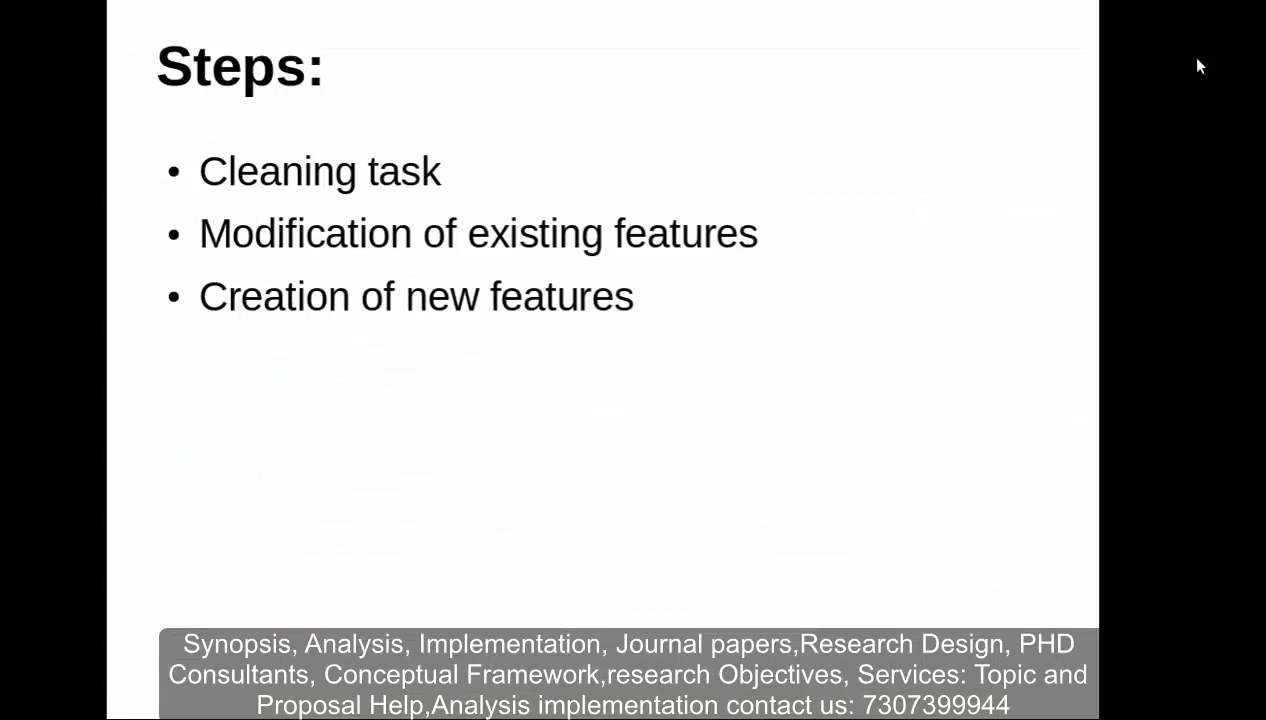 Steps:
• Cleaning task
• Modification of existing features
• Creation of new features
Synopsis, Analysis, Implementation, Journal papers,Research Design, PHD
Consultants, Conceptual Framework,research Objectives, Services: Topic and
Proposal Help,Analysis implementation contact us: 7307399944